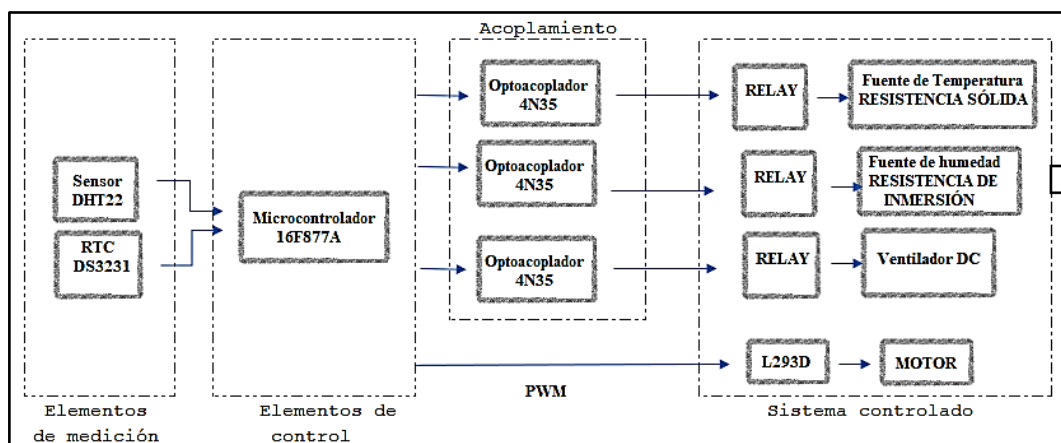 Acoplamiento
Sensor
DHT22
RTC
DS3231
Microcontrolador
16F877A
Optoacoplador
4N35
Optoacoplador
4N35
Optoacoplador
4N35
RELAY
Fuente de Temperatura
RESISTENCIA SÓLIDA
RELAY
Fuente de humedad
RESISTENCIA DE
INMERSIÓN
RELAY
Ventilador DC
L293D
MOTOR
PWM
Elementos
de medición
Elementos de
control
Sistema controlado